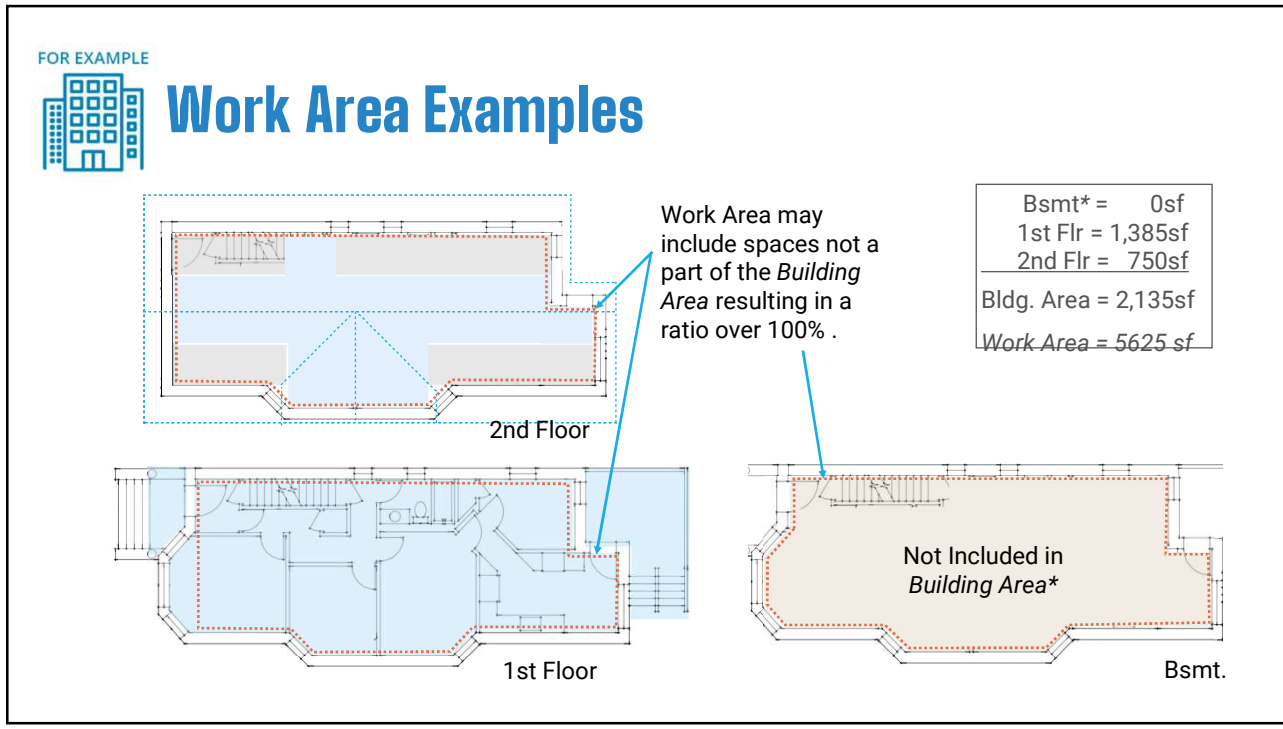 FOR EXAMPLE
Work Area Examples
Work Area may
include spaces not a
part of the Building
Area resulting in a
ratio over 100% .
Bsmt* = 0sf
1st Flr = 1,385sf
2nd Flr = 750sf
Bldg. Area = 2,135sf
Work Area = 5625 sf
2nd Floor
1st Floor
Not Included in
Building Area*
Bsmt.